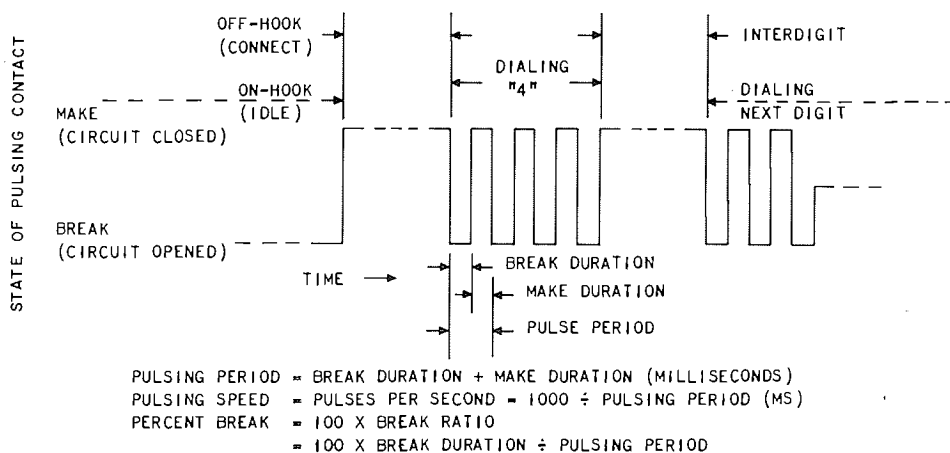 STATE OF PULSING CONTACT
OFF-HOOK
(CONNECT)
INTERDIGIT
DIALING
"4"
ON-HOOK
(IDLE)
DIALING
NEXT DIGIT
MAKE
(CIRCUIT CLOSED)
BREAK
(CIRCUIT OPENED)
TIME
BREAK DURATION
MAKE DURATION
PULSE PERIOD
PULSING PERIOD = BREAK DURATION + MAKE DURATION (MILLISECONDS)
PULSING SPEED = PULSES PER SECOND = 1000 ÷ PULSING PERIOD (MS)
PERCENT BREAK = 100 X BREAK RATIO
= 100 X BREAK DURATION ÷ PULSING PERIOD